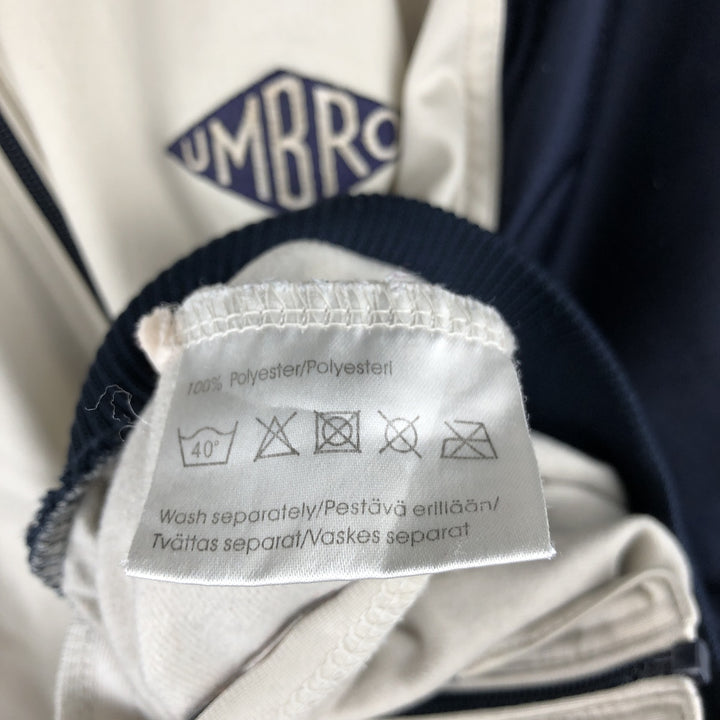 UMBRO
100% Polyester/Polyesteri
40°
Wash separately/Pestävä erillään/
Tvättas separat/Vaskes separat